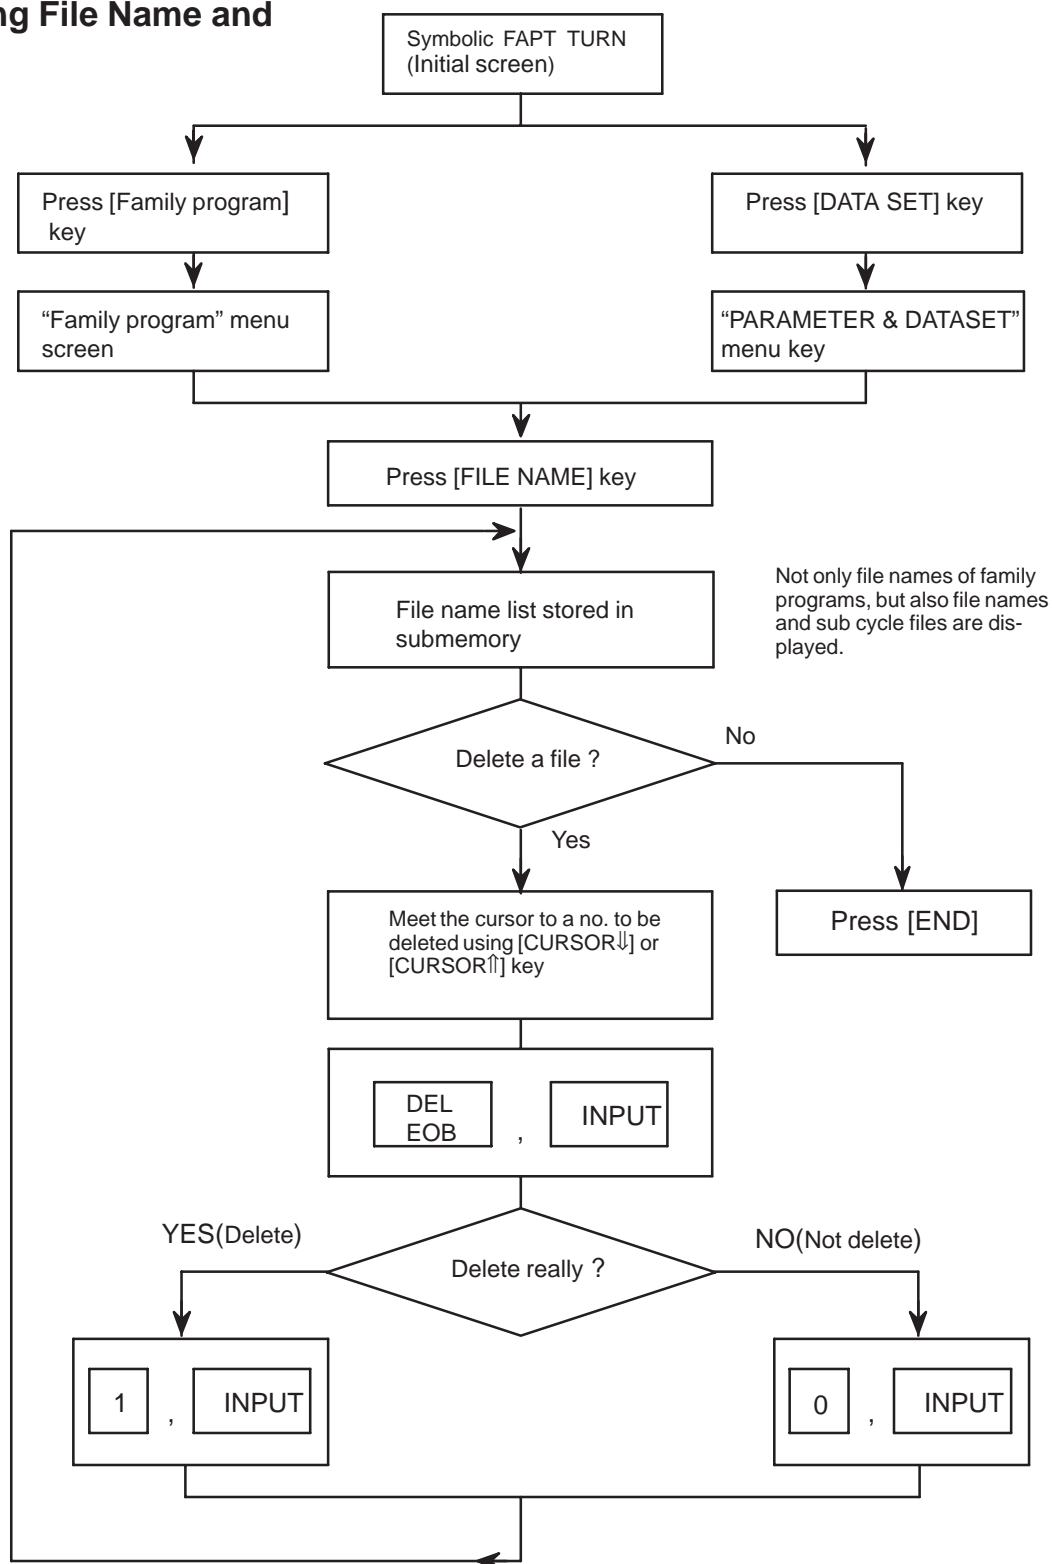 ng File Name and
Symbolic FAPT TURN
(Initial screen)
Press [Family program]
key
Press [DATA SET] key
“Family program” menu
screen
“PARAMETER & DATASET”
menu key
Press [FILE NAME] key
File name list stored in
submemory
Not only file names of family
programs, but also file names
and sub cycle files are dis-
played.
Delete a file ?
No
Yes
Meet the cursor to a no. to be
deleted using [CURSOR⇓] or
[CURSOR⇑] key
Press [END]
DEL
EOB , INPUT
YES(Delete)
Delete really ?
NO(Not delete)
1 , INPUT
0 , INPUT